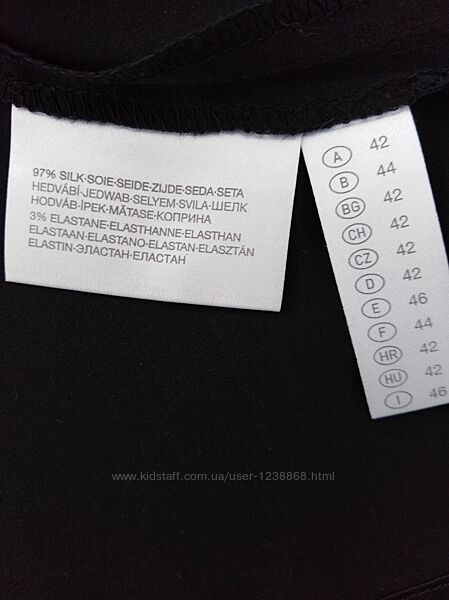 97% SILK·SOIE·SEIDE·ZIJDE·SEDA·SETA
HEDVÁBÍ·JEDWAB·SELYEM·SVILA·ШЕЛК
HODVÁB·İPEK·MĂTASE·КОПРИНА
3% ELASTANE·ELASTHANNE·ELASTHAN
ELASTAAN·ELASTANO·ELASTAN·ELASZTÁN
ELASTIN·ЭЛАСТАН·ЕЛАСТАН
A 42
B 44
BG 42
CH 42
CZ 42
D 42
E 46
F 44
HR 42
HU 42
I 46
www.kidstaff.com.ua/user-1238868.html